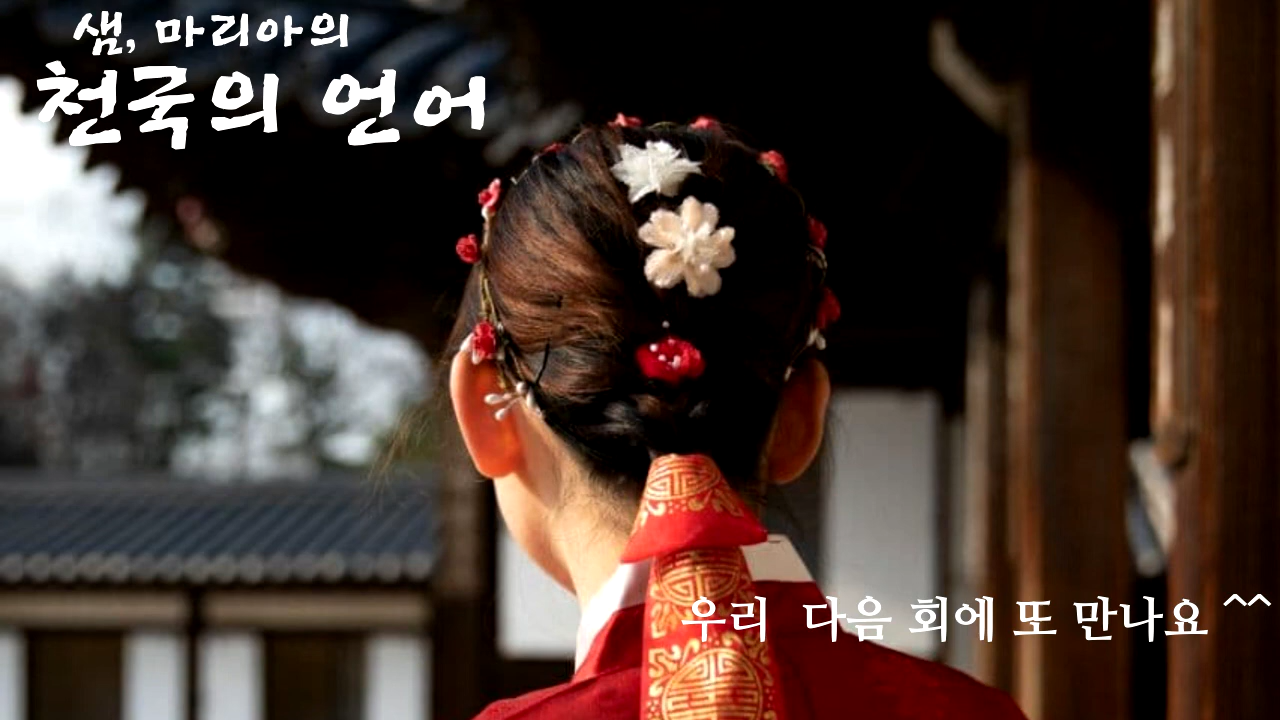 샘, 마리아의
천국의 언어
우리 다음 회에 또 만나요 ^^